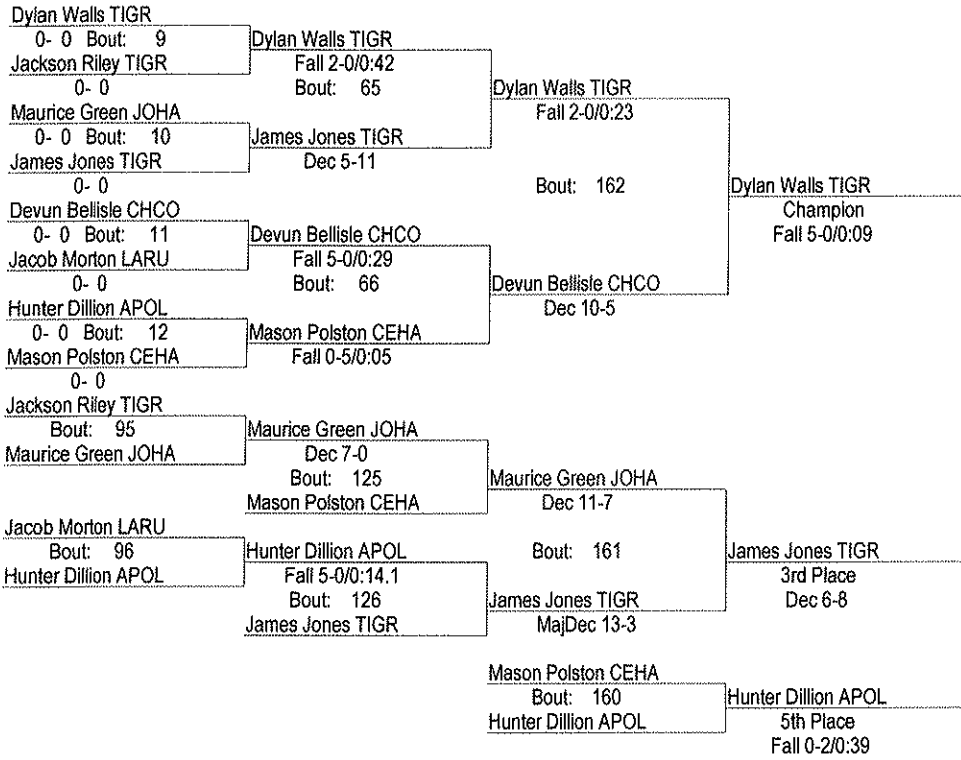 Dylan Walls TIGR
0- 0 Bout: 9
Jackson Riley TIGR
0- 0
Maurice Green JOHA
0- 0 Bout: 10
James Jones TIGR
0- 0
Devun Bellisle CHCO
0- 0 Bout: 11
Jacob Morton LARU
0- 0
Hunter Dillion APOL
0- 0 Bout: 12
Mason Polston CEHA
0- 0
Dylan Walls TIGR
Fall 2-0/0:42
Bout: 65
James Jones TIGR
Dec 5-11
Devun Bellisle CHCO
Fall 5-0/0:29
Bout: 66
Mason Polston CEHA
Fall 0-5/0:05
Dylan Walls TIGR
Fall 2-0/0:23
Bout: 162
Devun Bellisle CHCO
Dec 10-5
Dylan Walls TIGR
Champion
Fall 5-0/0:09
Jackson Riley TIGR
Bout: 95
Maurice Green JOHA
Jacob Morton LARU
Bout: 96
Hunter Dillion APOL
Maurice Green JOHA
Dec 7-0
Bout: 125
Mason Polston CEHA
Hunter Dillion APOL
Fall 5-0/0:14.1
Bout: 126
James Jones TIGR
Maurice Green JOHA
Dec 11-7
Bout: 161
James Jones TIGR
MajDec 13-3
James Jones TIGR
3rd Place
Dec 6-8
Mason Polston CEHA
Bout: 160
Hunter Dillion APOL
Hunter Dillion APOL
5th Place
Fall 0-2/0:39